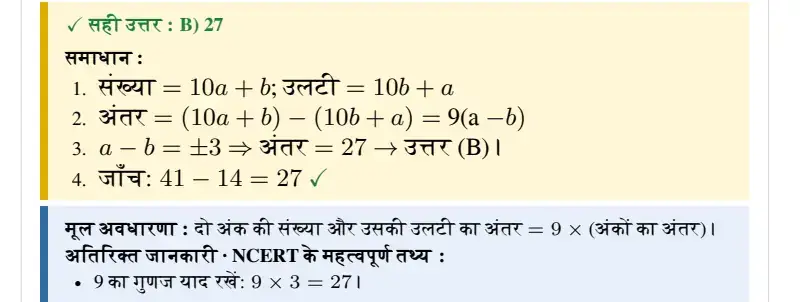 ✓ सही उत्तर : B) 27
समाधान :
1. संख्या = 10a + b; उलटी = 10b + a
2. अंतर = (10a + b) − (10b + a) = 9(a −b)
3. a − b = ±3 ⇒ अंतर = 27 → उत्तर (B)।
4. जाँच: 41 − 14 = 27 ✓
मूल अवधारणा : दो अंक की संख्या और उसकी उलटी का अंतर = 9 × (अंकों का अंतर)।
अतिरिक्त जानकारी · NCERT के महत्वपूर्ण तथ्य :
• 9 का गुणज याद रखें: 9 × 3 = 27।